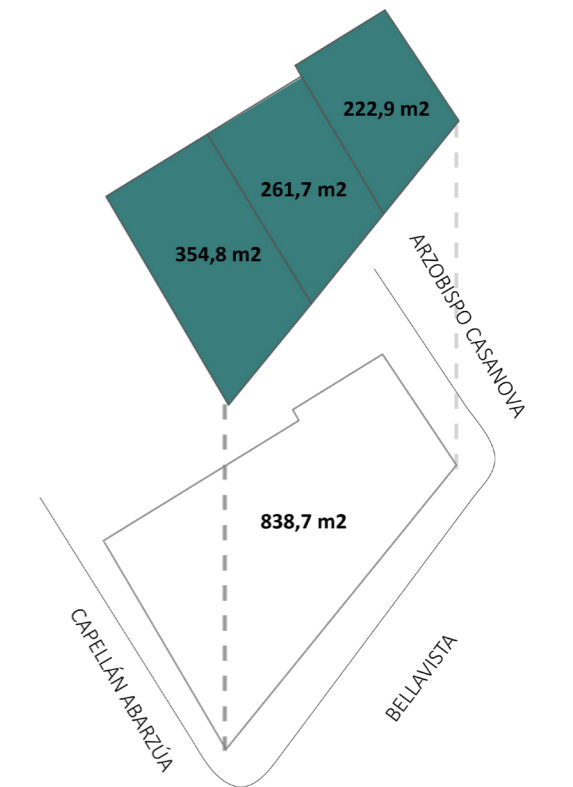 222,9 m2
261,7 m2
354,8 m2
ARZOBISPO CASANOVA
838,7 m2
CAPELLÁN ABARZÚA
BELLAVISTA